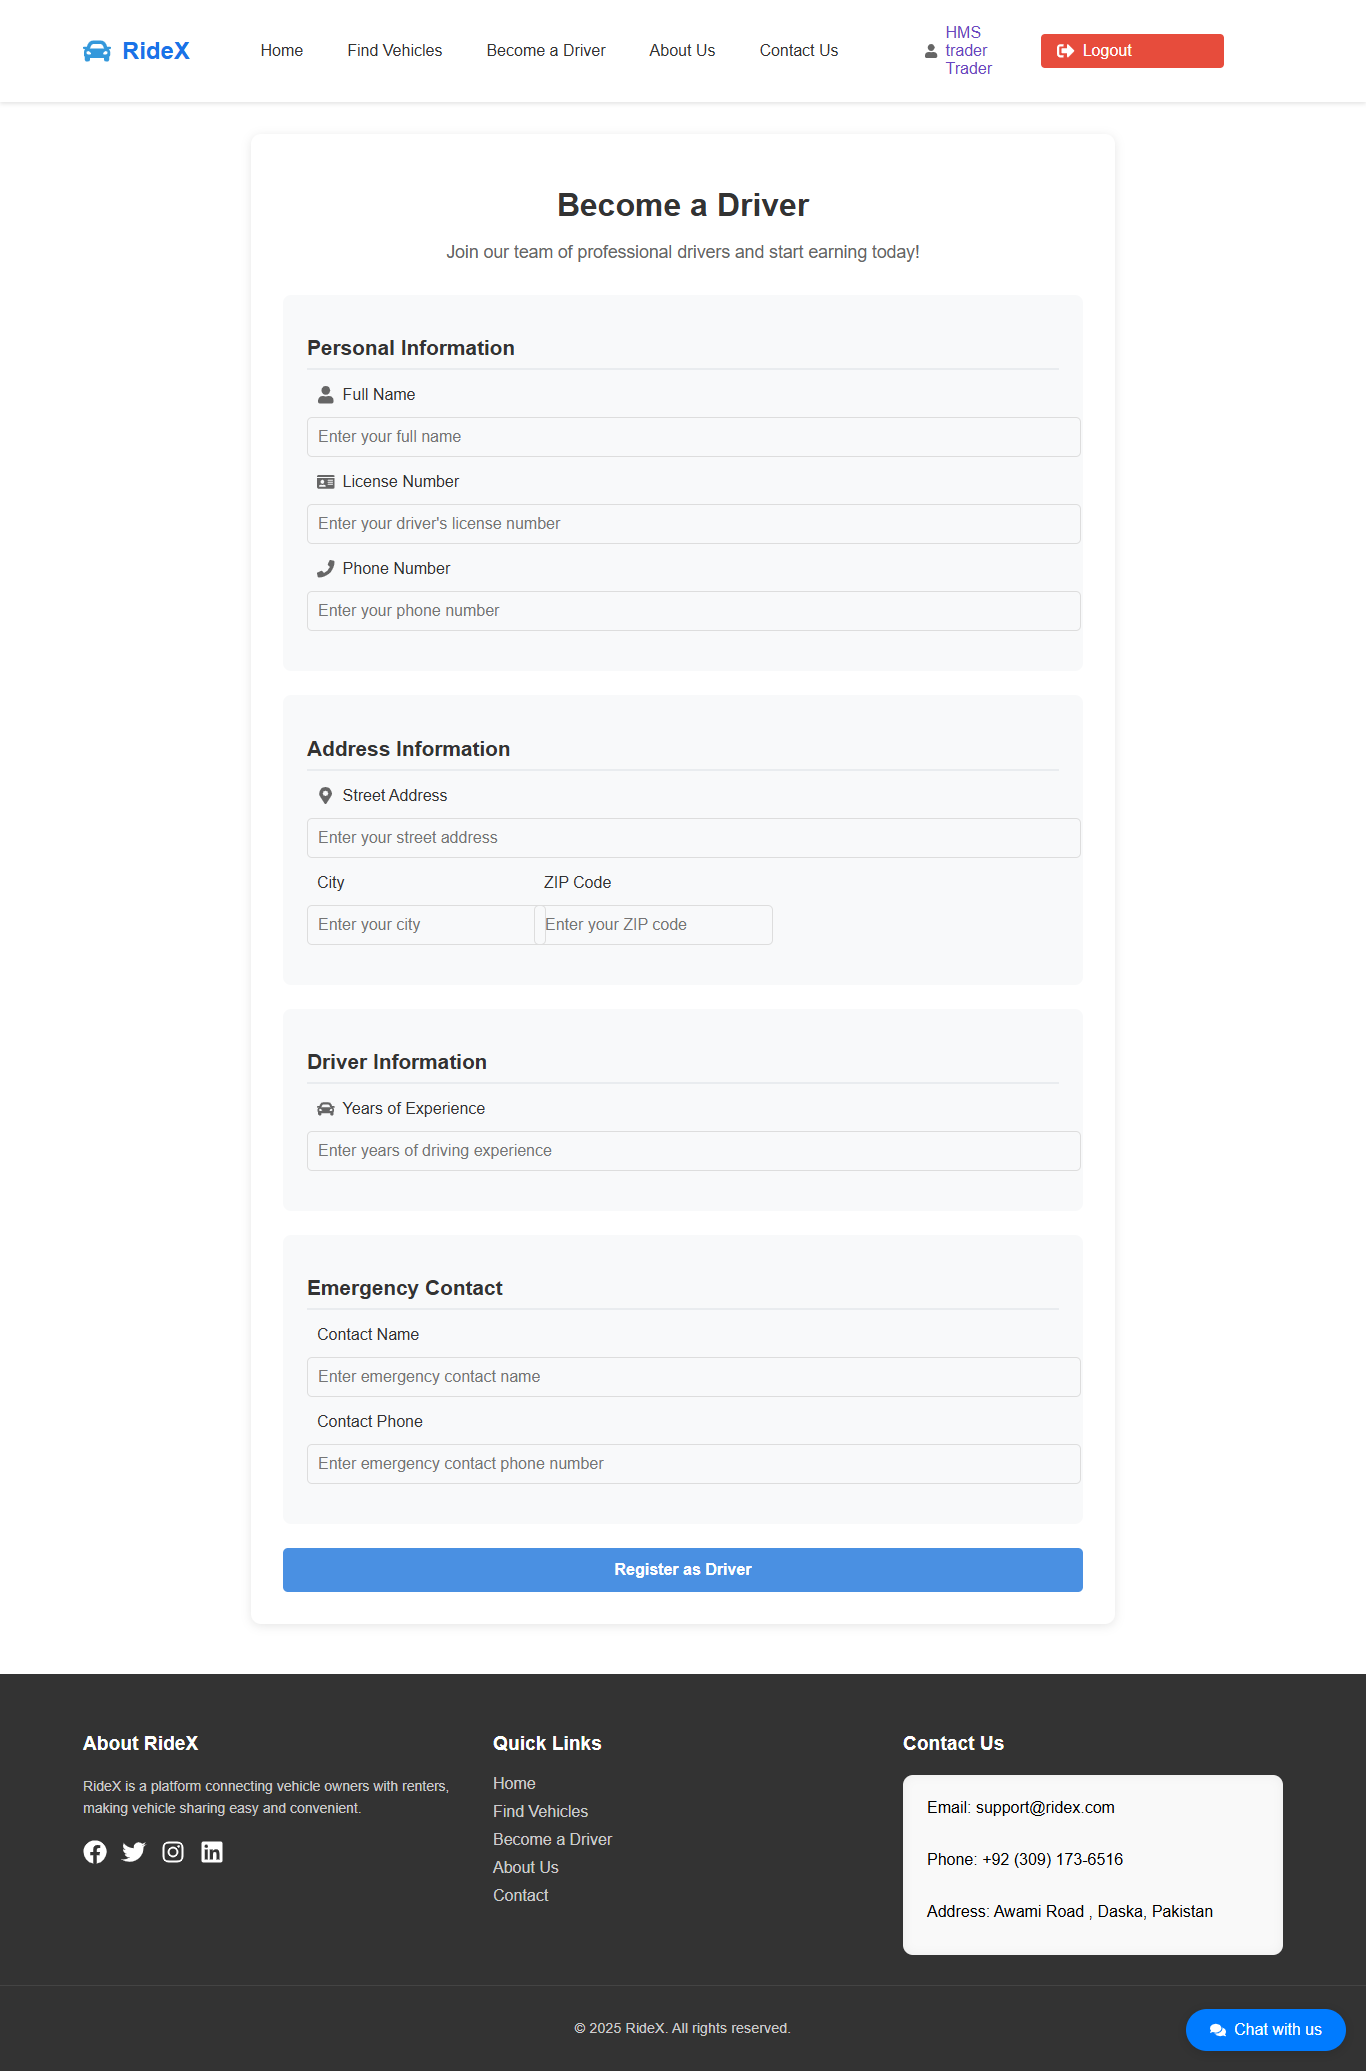 RideX
Home
Find Vehicles
Become a Driver
About Us
Contact Us
HMS
trader
Trader
Logout
Become a Driver
Join our team of professional drivers and start earning today!
Personal Information
Full Name
Enter your full name
License Number
Enter your driver's license number
Phone Number
Enter your phone number
Address Information
Street Address
Enter your street address
City
ZIP Code
Enter your city
Enter your ZIP code
Driver Information
Years of Experience
Enter years of driving experience
Emergency Contact
Contact Name
Enter emergency contact name
Contact Phone
Enter emergency contact phone number
Register as Driver
About RideX
RideX is a platform connecting vehicle owners with renters,
making vehicle sharing easy and convenient.
Quick Links
Home
Find Vehicles
Become a Driver
About Us
Contact
Contact Us
Email: support@ridex.com
Phone: +92 (309) 173-6516
Address: Awami Road , Daska, Pakistan
© 2025 RideX. All rights reserved.
Chat with us